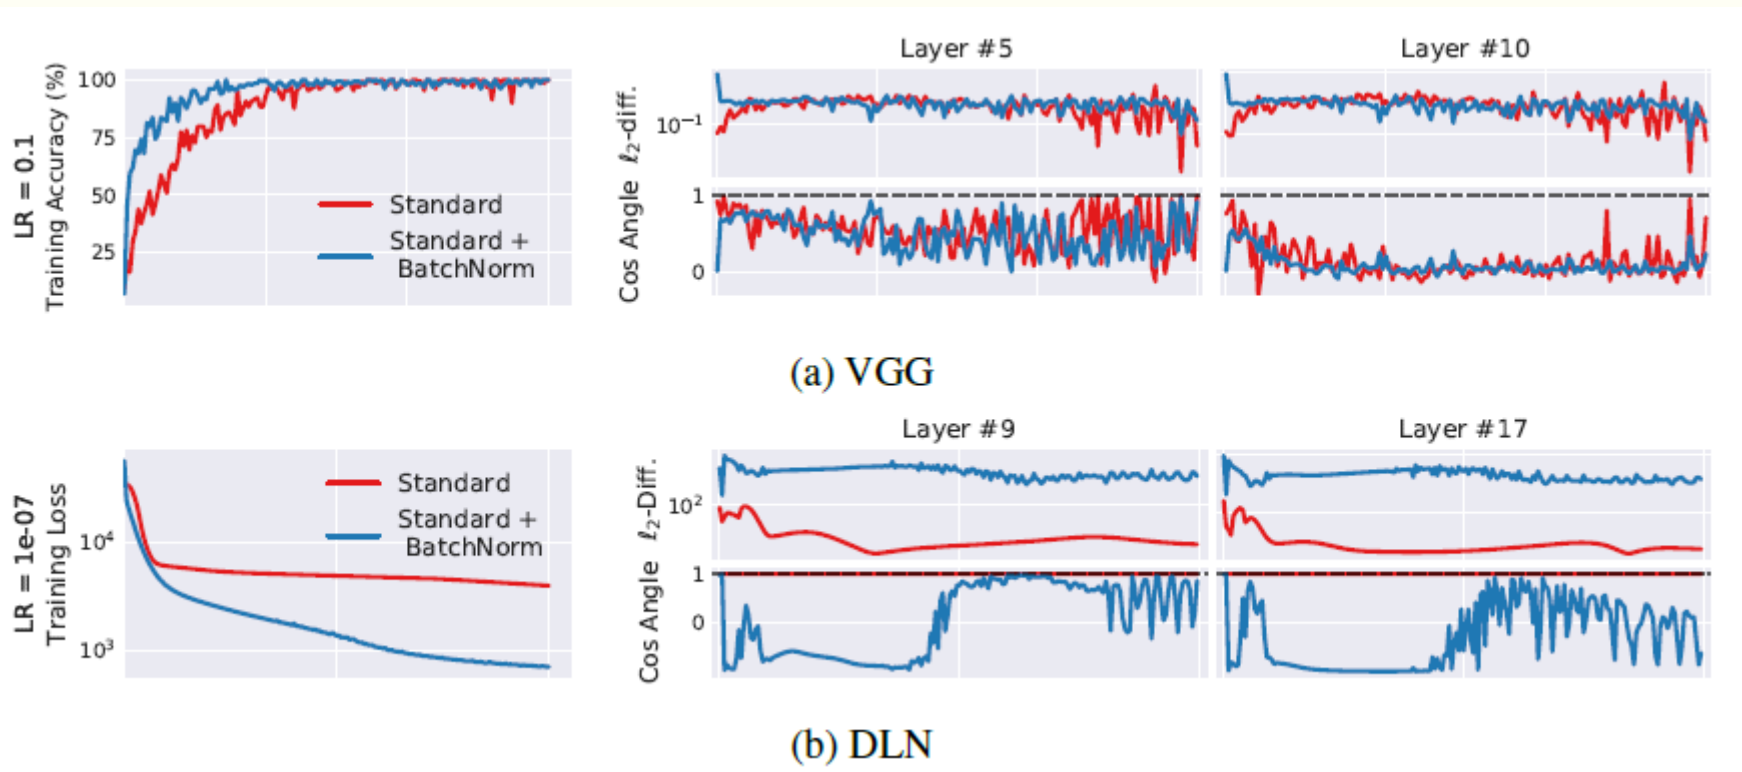 Layer #5
Layer #10
LR = 0.1
Training Accuracy (%)
100
75
50
25
Standard
Standard +
BatchNorm
ℓ2-diff.
10−1
Cos Angle
1
0
(a) VGG
Layer #9
Layer #17
LR = 1e-07
Training Loss
10⁴
10³
Standard
Standard +
BatchNorm
ℓ2-Diff.
10²
Cos Angle
1
0
(b) DLN